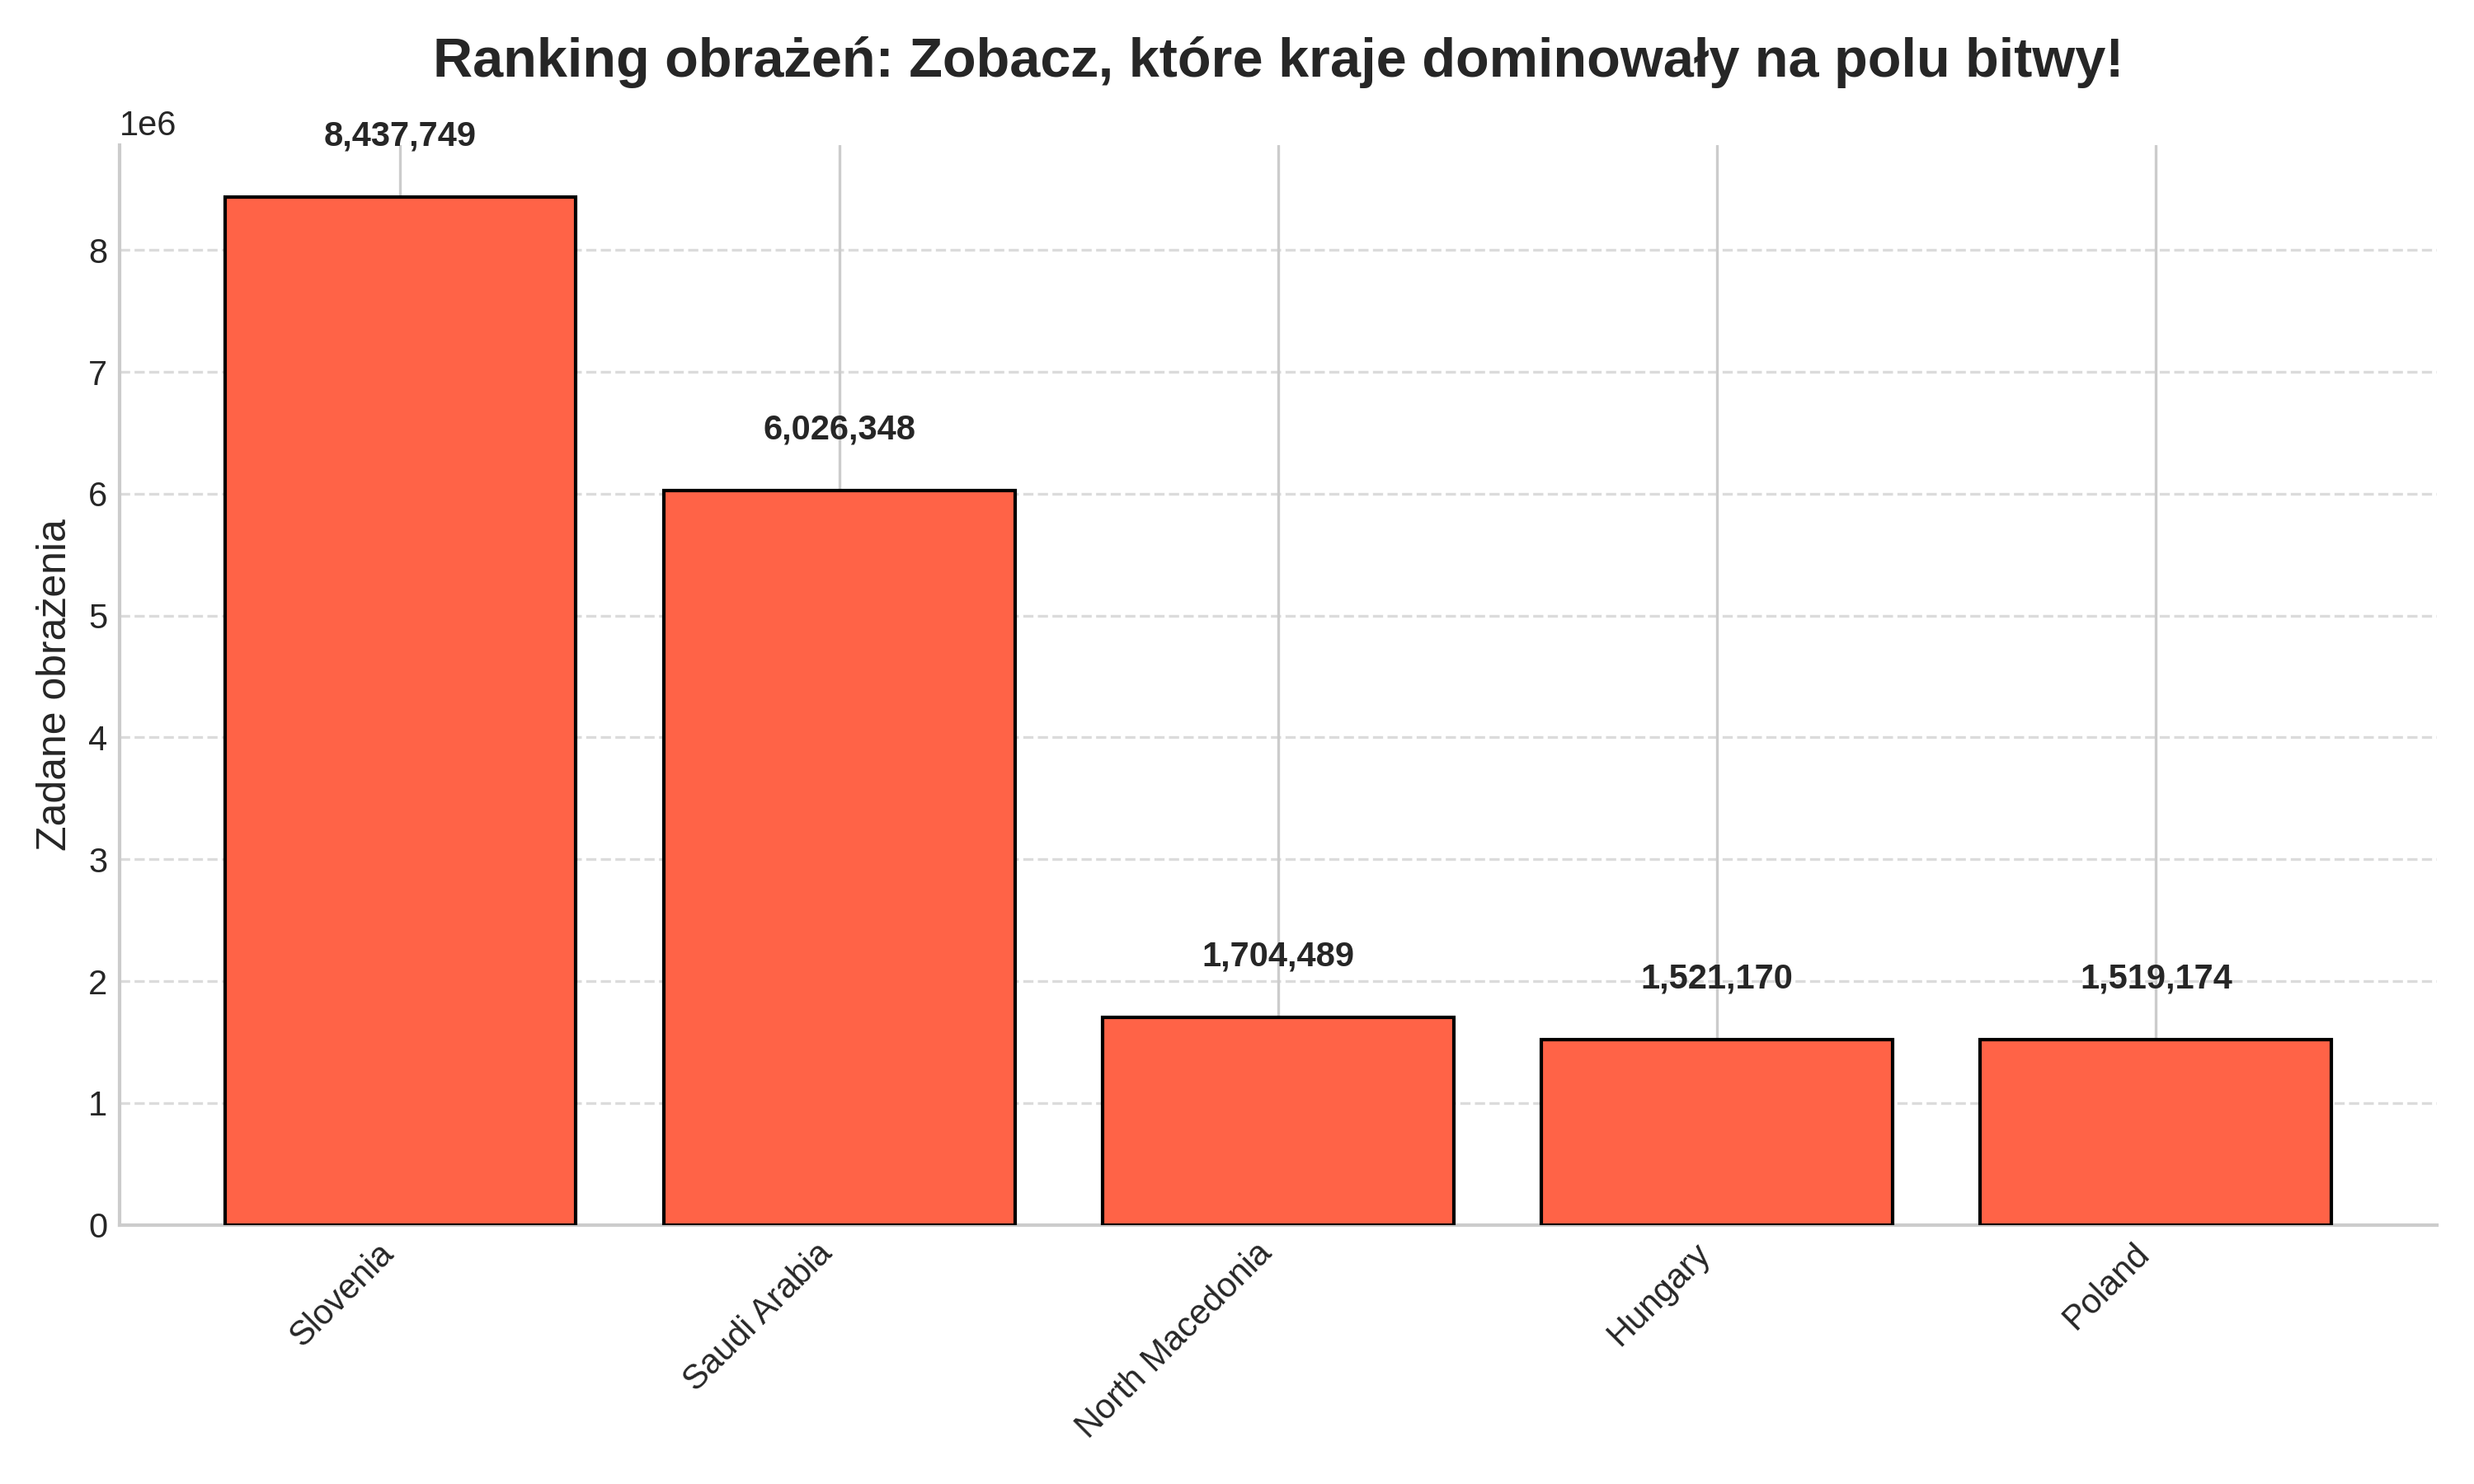 Ranking obrażeń: Zobacz, które kraje dominowały na polu bitwy!
1e6
8,437,749
6,026,348
1,704,489
1,521,170
1,519,174
Zadane obrażenia
8
7
6
5
4
3
2
1
0
Slovenia
Saudi Arabia
North Macedonia
Hungary
Poland